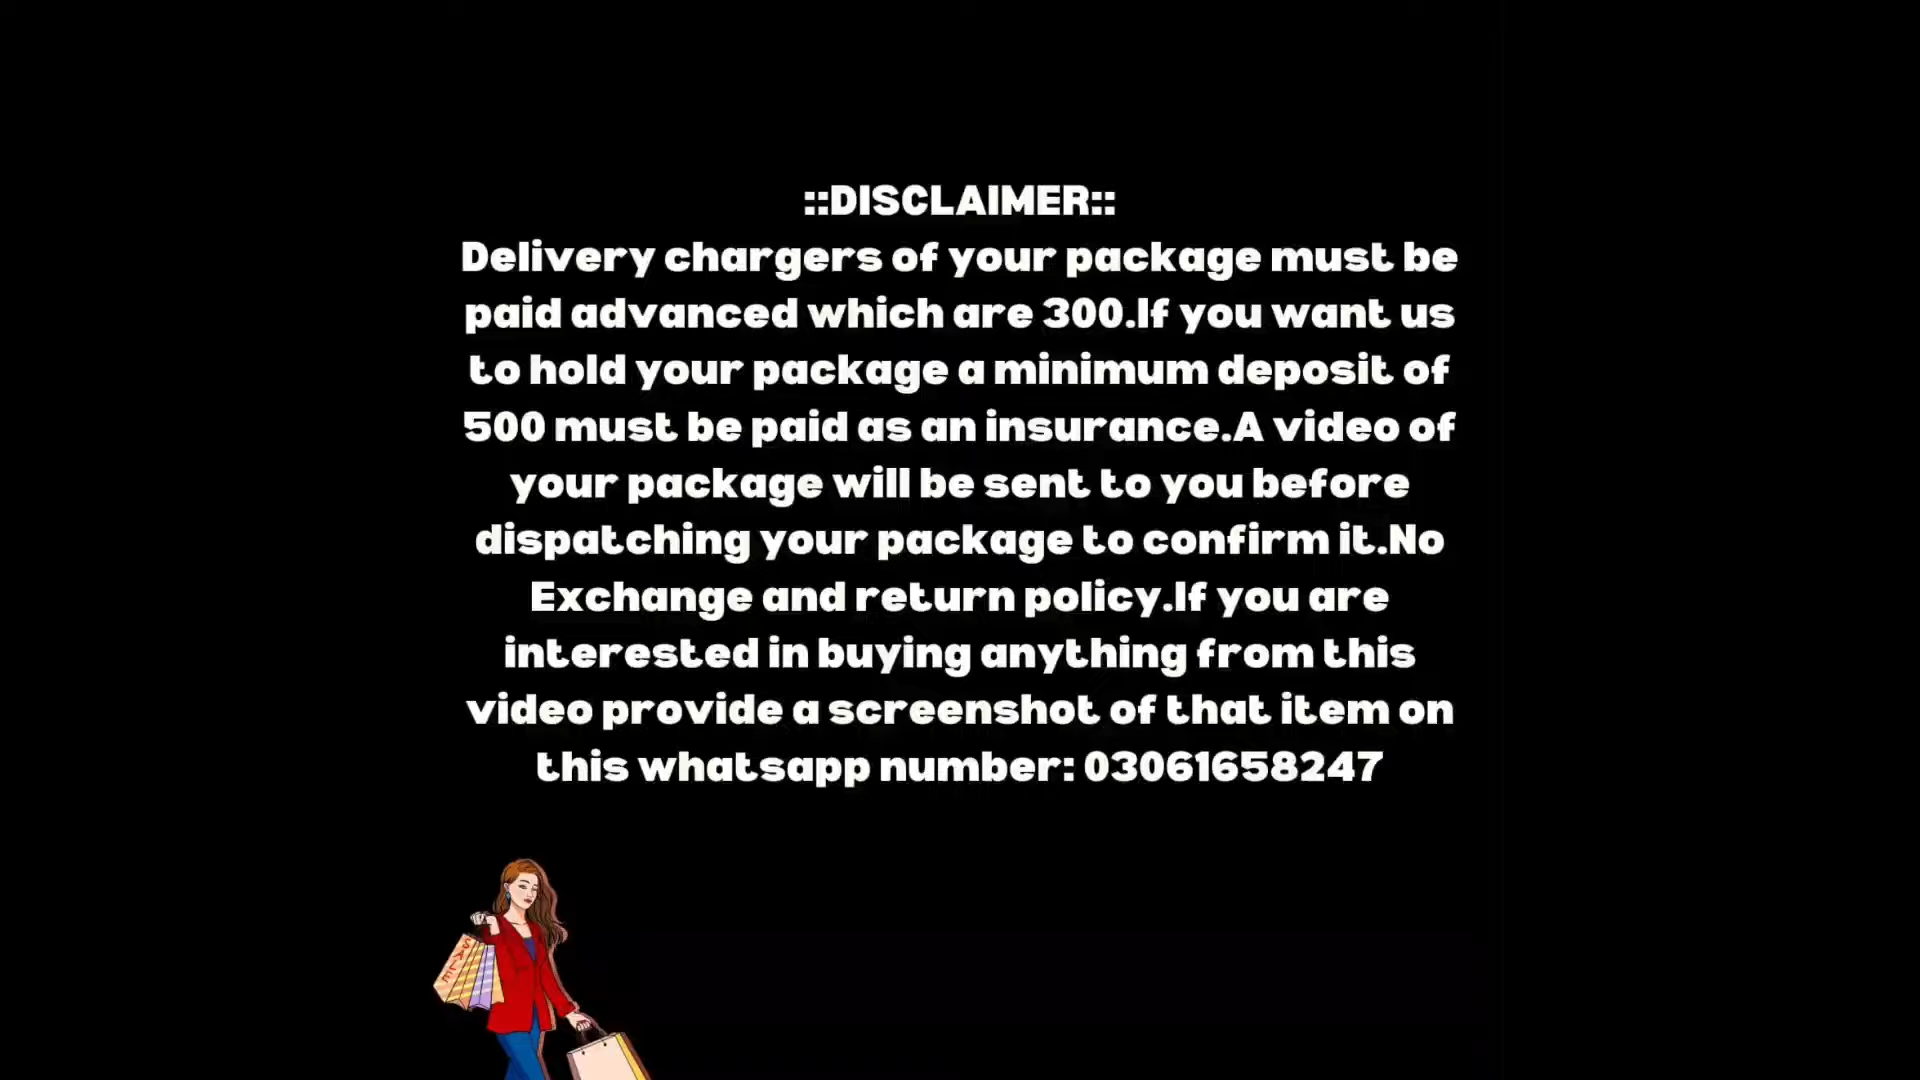 ::DISCLAIMER::
Delivery chargers of your package must be
paid advanced which are 300.If you want us
to hold your package a minimum deposit of
500 must be paid as an insurance.A video of
your package will be sent to you before
dispatching your package to confirm it.No
Exchange and return policy.If you are
interested in buying anything from this
video provide a screenshot of that item on
this whatsapp number: 03061658247
SALE